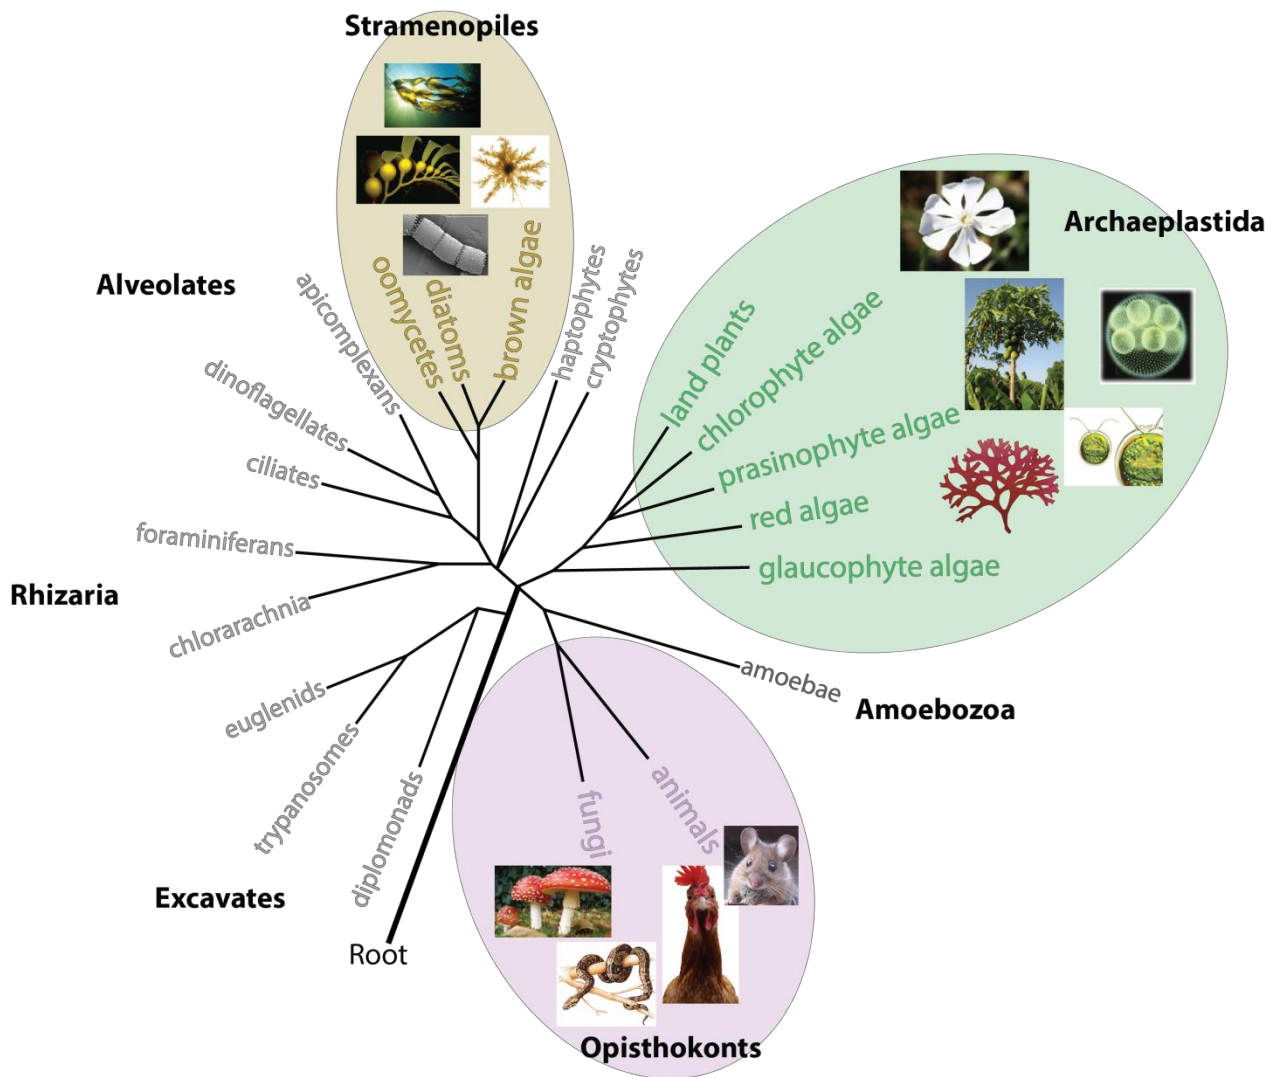 Stramenopiles
Archaeplastida
Alveolates
apicomplexans
oomycetes
diatoms
brown algae
haptophytes
cryptophytes
land plants
chlorophyte algae
dinoflagellates
ciliates
prasinophyte algae
red algae
foraminiferans
glaucophyte algae
Rhizaria
chlorarachnia
amoebae
Amoebozoa
euglenids
trypanosomes
diplomonads
fungi
animals
Excavates
Root
Opisthokonts